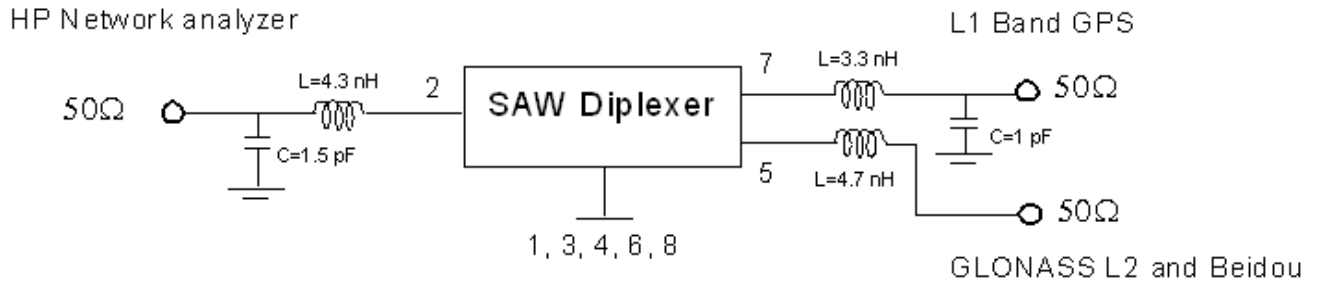 HP Network analyzer
L1 Band GPS
L=4.3 nH
2
50Ω
C=1.5 pF
SAW Diplexer
7
L=3.3 nH
50Ω
C=1 pF
5
L=4.7 nH
50Ω
1, 3, 4, 6, 8
GLONASS L2 and Beidou